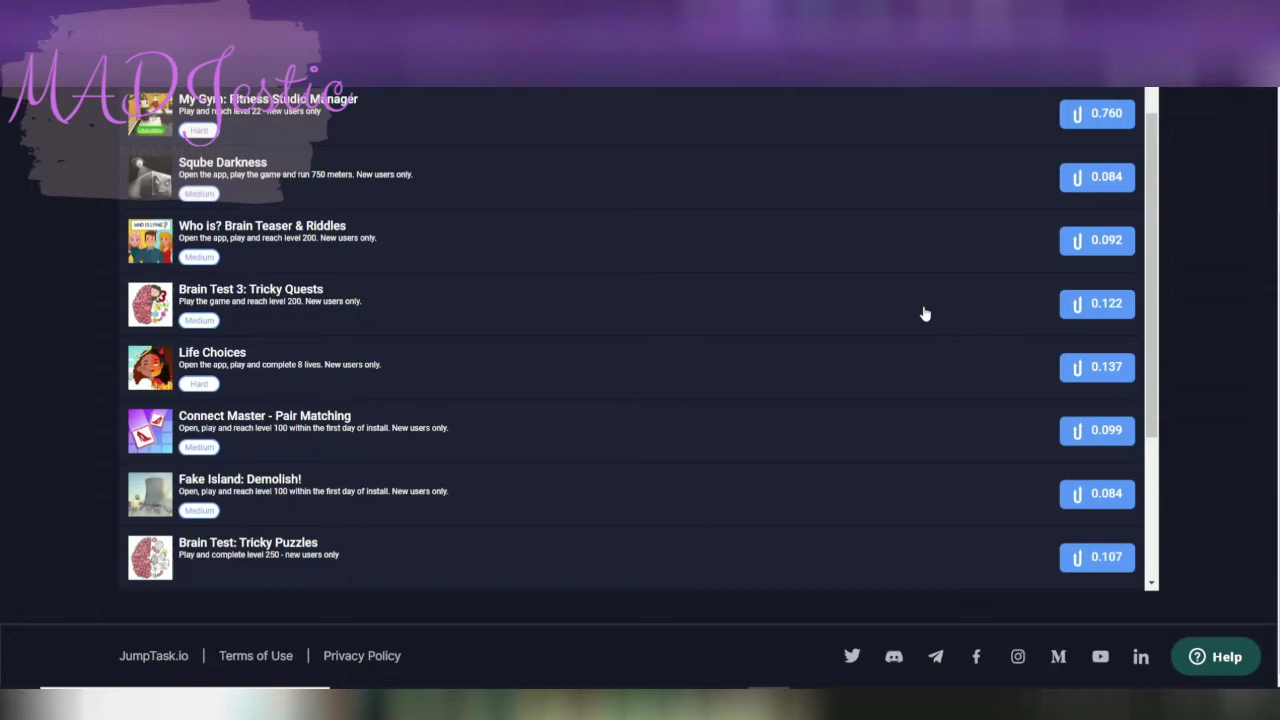 MADJestic
My Gym: Fitness Studio Manager
Play and reach level 22 - new users only
Hard
0.760
Sqube Darkness
Open the app, play the game and run 750 meters. New users only.
Medium
0.084
Who is? Brain Teaser & Riddles
Open the app, play and reach level 200. New users only.
Medium
0.092
WHO IS LYING?
Brain Test 3: Tricky Quests
Play the game and reach level 200. New users only.
Medium
0.122
Life Choices
Open the app, play and complete 8 lives. New users only.
Hard
0.137
Connect Master - Pair Matching
Open, play and reach level 100 within the first day of install. New users only.
Medium
0.099
Fake Island: Demolish!
Open, play and reach level 100 within the first day of install. New users only.
Medium
0.084
Brain Test: Tricky Puzzles
Play and complete level 250 - new users only
0.107
JumpTask.io | Terms of Use | Privacy Policy
Help